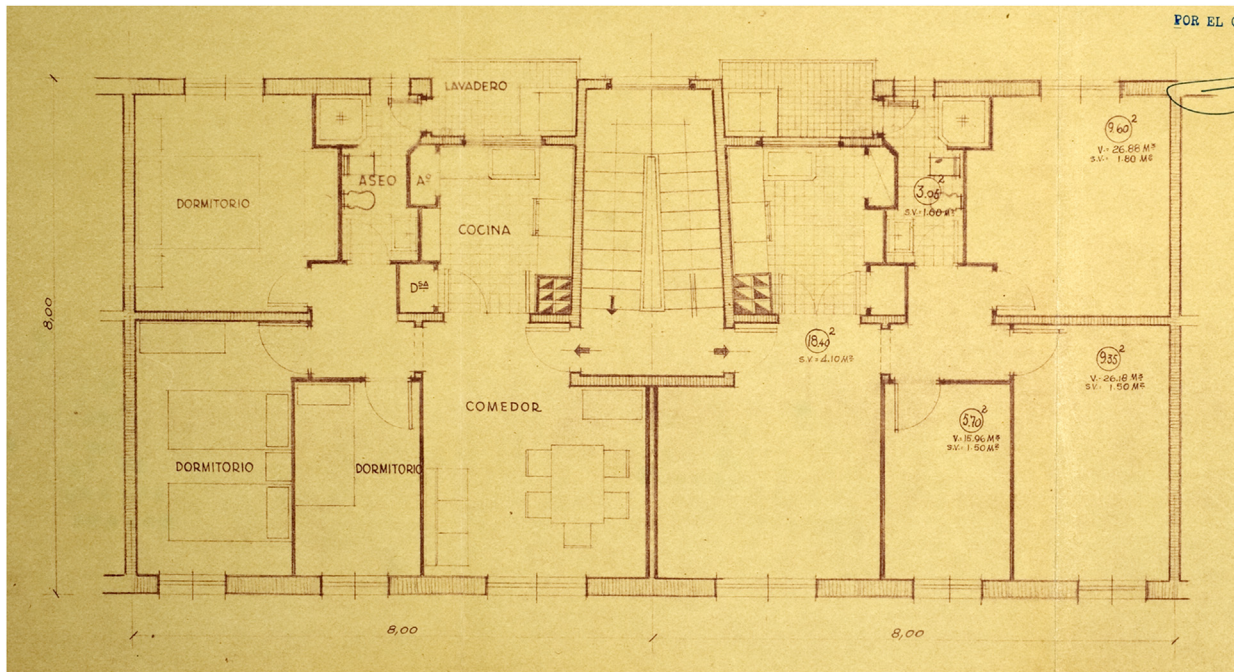 POR EL
LAVADERO
9.60²
V.- 26.88 M³
S.V.- 1.80 M²
ASEO
Aº
3.05²
S.V.- 1.00 M²
DORMITORIO
COCINA
Dˢᴬ
8,00
18.40²
S.V.- 4.10 M²
9.35²
V.- 26.18 M³
S.V.- 1.50 M²
COMEDOR
5.70²
V.- 15.96 M³
S.V.- 1.50 M²
DORMITORIO
DORMITORIO
8,00
8,00